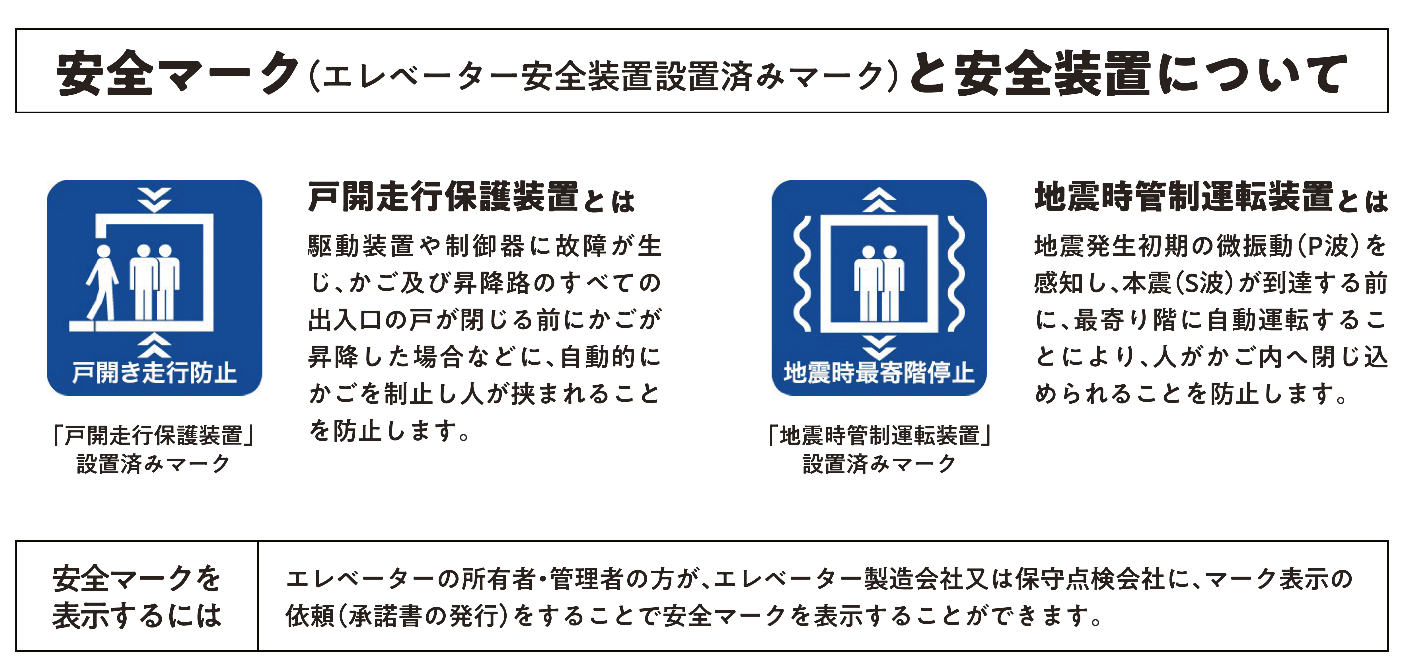 安全マーク(エレベーター安全装置設置済みマーク)と安全装置について
戸開き走行防止
「戸開走行保護装置」
設置済みマーク
戸開走行保護装置とは
駆動装置や制御器に故障が生
じ、かご及び昇降路のすべての
出入口の戸が閉じる前にかごが
昇降した場合などに、自動的に
かごを制止し人が挟まれること
を防止します。
地震時最寄階停止
「地震時管制運転装置」
設置済みマーク
地震時管制運転装置とは
地震発生初期の微振動(P波)を
感知し、本震(S波)が到達する前
に、最寄り階に自動運転するこ
とにより、人がかご内へ閉じ込
められることを防止します。
安全マークを
表示するには
エレベーターの所有者・管理者の方が、エレベーター製造会社又は保守点検会社に、マーク表示の
依頼(承諾書の発行)をすることで安全マークを表示することができます。